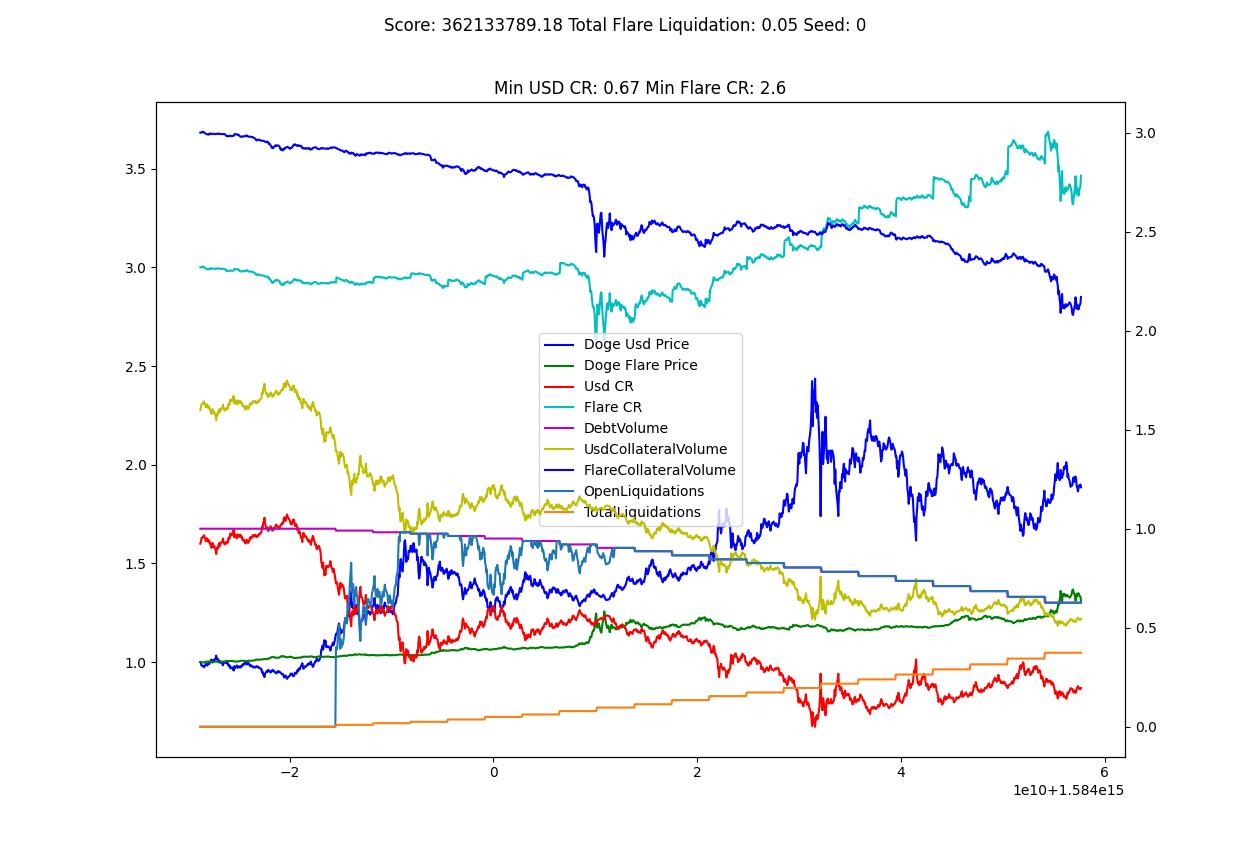 Score: 362133789.18 Total Flare Liquidation: 0.05 Seed: 0
Min USD CR: 0.67 Min Flare CR: 2.6
3.5
3.0
2.5
2.0
1.5
1.0
3.0
2.5
2.0
1.5
1.0
0.5
0.0
Doge Usd Price
Doge Flare Price
Usd CR
Flare CR
DebtVolume
UsdCollateralVolume
FlareCollateralVolume
OpenLiquidations
TotalLiquidations
−2 0 2 4 6
1e10+1.584e15